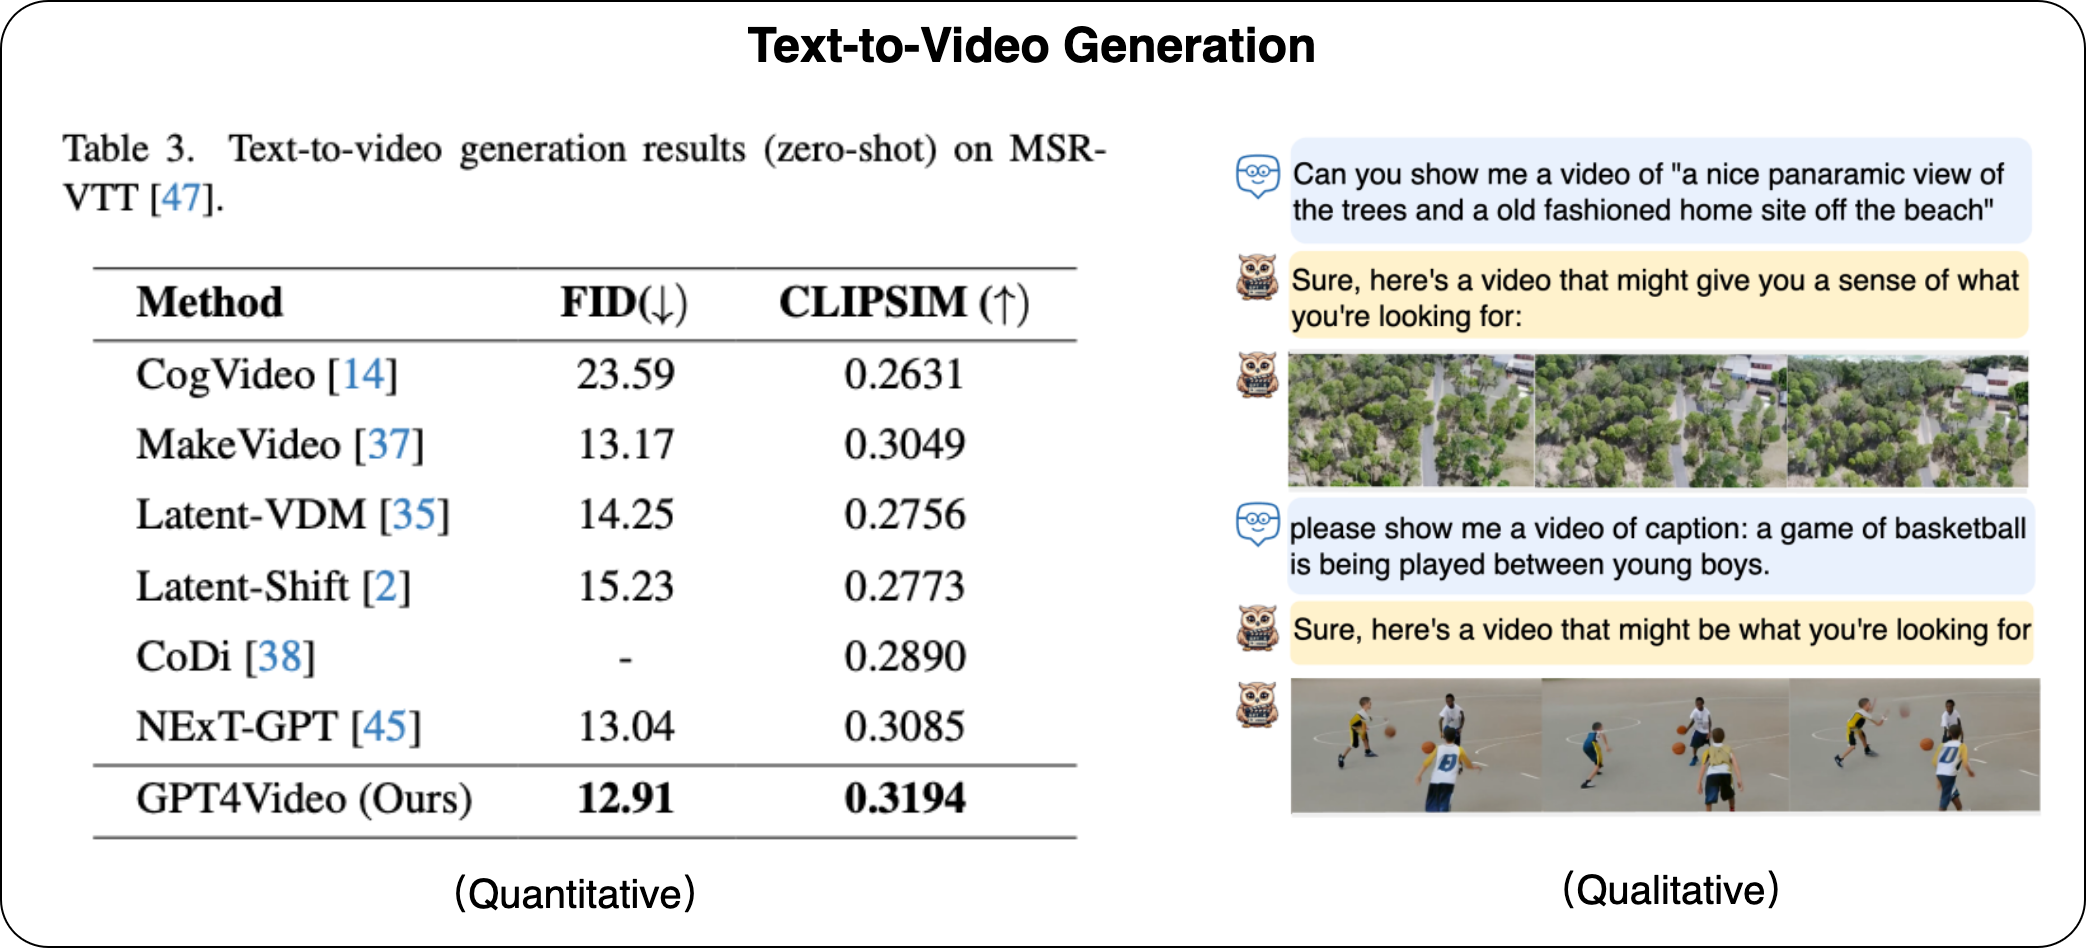 Text-to-Video Generation
Table 3. Text-to-video generation results (zero-shot) on MSR-
VTT [47].
Method FID(↓) CLIPSIM (↑)
CogVideo [14] 23.59 0.2631
MakeVideo [37] 13.17 0.3049
Latent-VDM [35] 14.25 0.2756
Latent-Shift [2] 15.23 0.2773
CoDi [38] - 0.2890
NExT-GPT [45] 13.04 0.3085
GPT4Video (Ours) 12.91 0.3194
(Quantitative)
Can you show me a video of "a nice panaramic view of
the trees and a old fashioned home site off the beach"
Sure, here's a video that might give you a sense of what
you're looking for:
please show me a video of caption: a game of basketball
is being played between young boys.
Sure, here's a video that might be what you're looking for
(Qualitative)